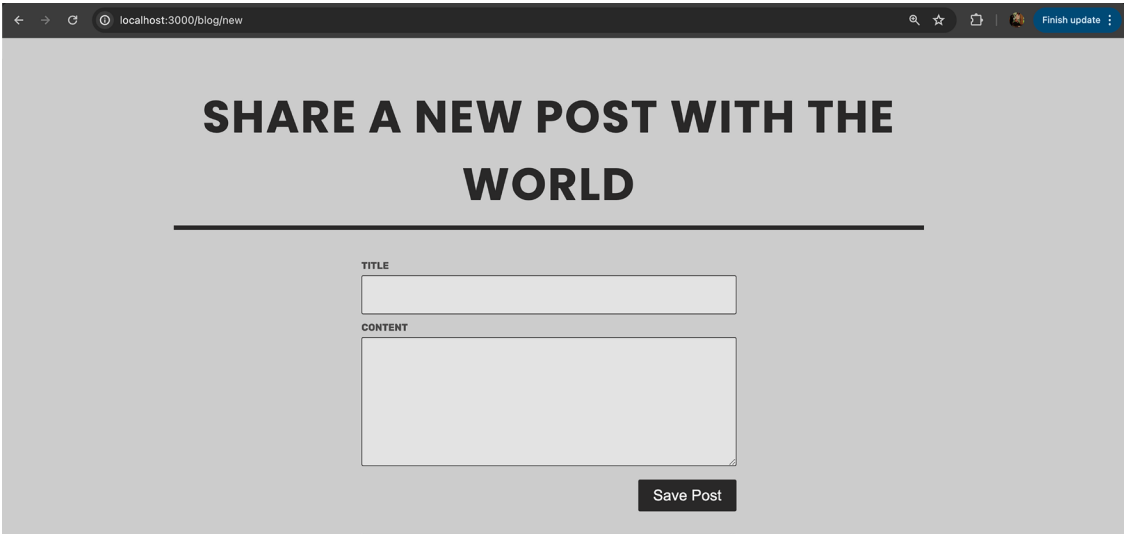 localhost:3000/blog/new
Finish update
SHARE A NEW POST WITH THE
WORLD
TITLE
CONTENT
Save Post